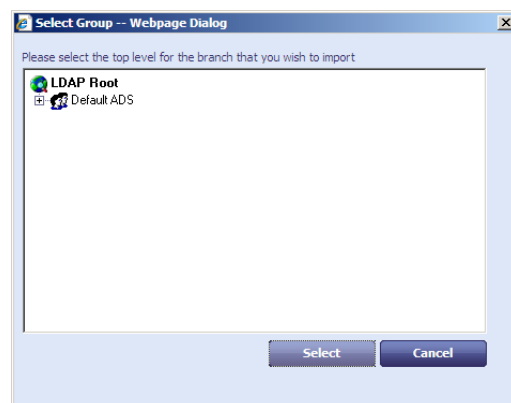 Select Group -- Webpage Dialog
Please select the top level for the branch that you wish to import
LDAP Root
Default ADS
Select Cancel